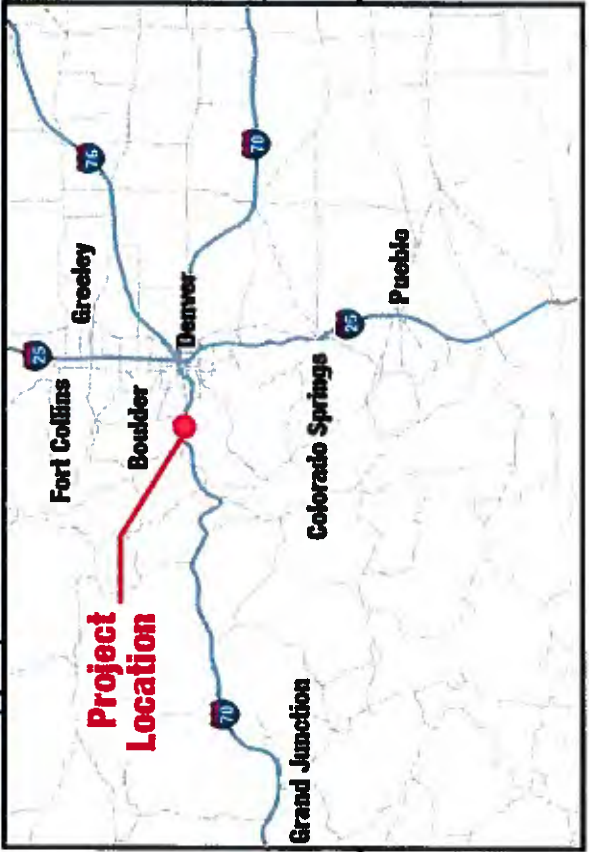 25
Fort Collins
Greeley
76
Project
Location
Boulder
Denver
70
70
Grand Junction
Colorado Springs
25
Pueblo